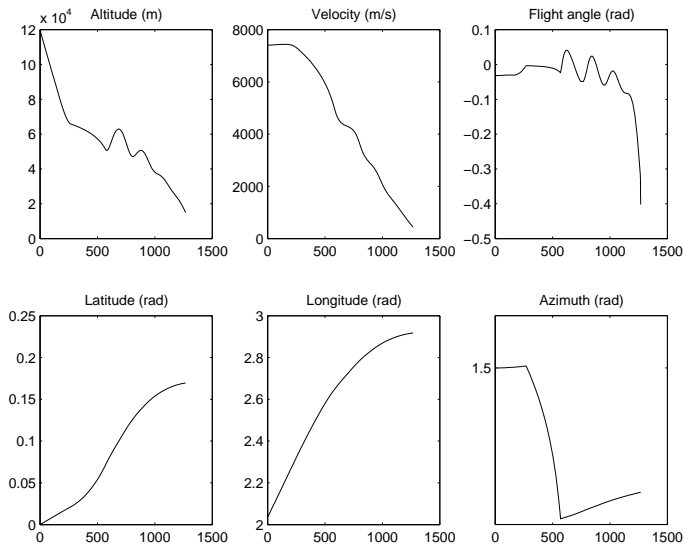 Altitude (m)
x 10^4
12
10
8
6
4
2
0
0 500 1000 1500
Velocity (m/s)
8000
6000
4000
2000
0
0 500 1000 1500
Flight angle (rad)
0.1
0
−0.1
−0.2
−0.3
−0.4
−0.5
0 500 1000 1500
Latitude (rad)
0.25
0.2
0.15
0.1
0.05
0
0 500 1000 1500
Longitude (rad)
3
2.8
2.6
2.4
2.2
2
0 500 1000 1500
Azimuth (rad)
1.5
0 500 1000 1500